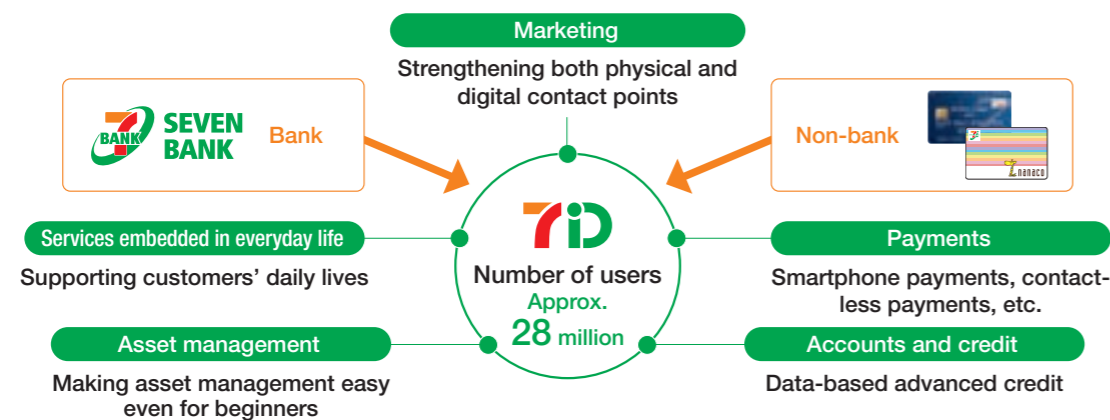 Marketing
Strengthening both physical and
digital contact points
7
BANK
SEVEN
BANK
Bank
Non-bank
nanaco
7iD
Number of users
Approx.
28 million
Services embedded in everyday life
Supporting customers’ daily lives
Payments
Smartphone payments, contact-
less payments, etc.
Asset management
Making asset management easy
even for beginners
Accounts and credit
Data-based advanced credit